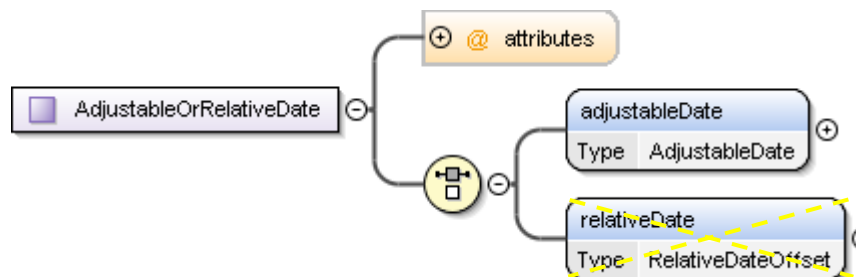 @ attributes
AdjustableOrRelativeDate
adjustableDate
Type AdjustableDate
relativeDate
Type RelativeDateOffset